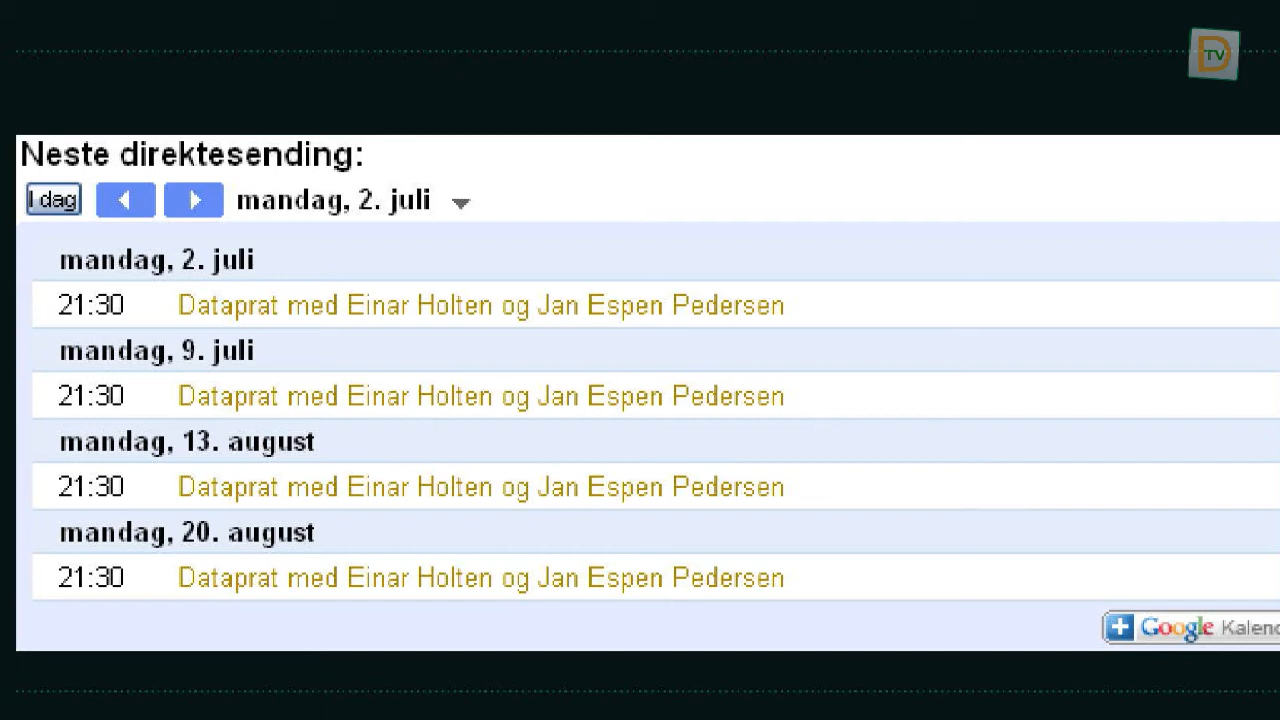 D
TV
Neste direktesending:
I dag
mandag, 2. juli
mandag, 2. juli
21:30 Dataprat med Einar Holten og Jan Espen Pedersen
mandag, 9. juli
21:30 Dataprat med Einar Holten og Jan Espen Pedersen
mandag, 13. august
21:30 Dataprat med Einar Holten og Jan Espen Pedersen
mandag, 20. august
21:30 Dataprat med Einar Holten og Jan Espen Pedersen
Google Kalend